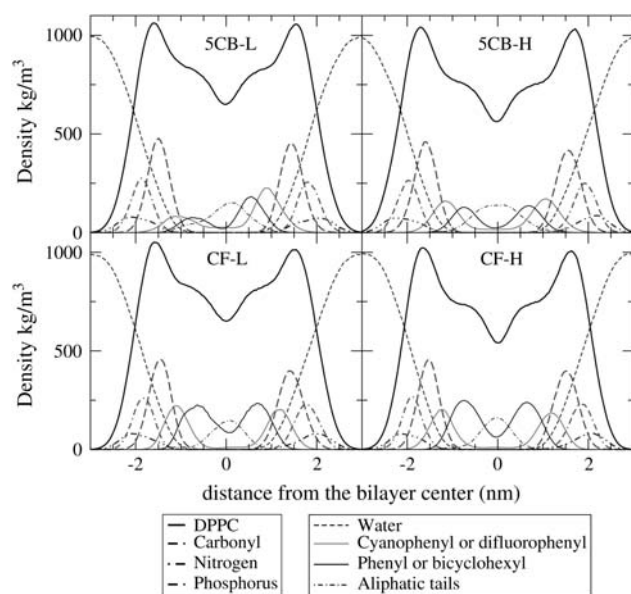 1000
500
0
Density kg/m³
5CB-L
5CB-H
1000
500
0
Density kg/m³
CF-L
CF-H
-2 0 2 -2 0 2
distance from the bilayer center (nm)
DPPC
Carbonyl
Nitrogen
Phosphorus
Water
Cyanophenyl or difluorophenyl
Phenyl or bicyclohexyl
Aliphatic tails